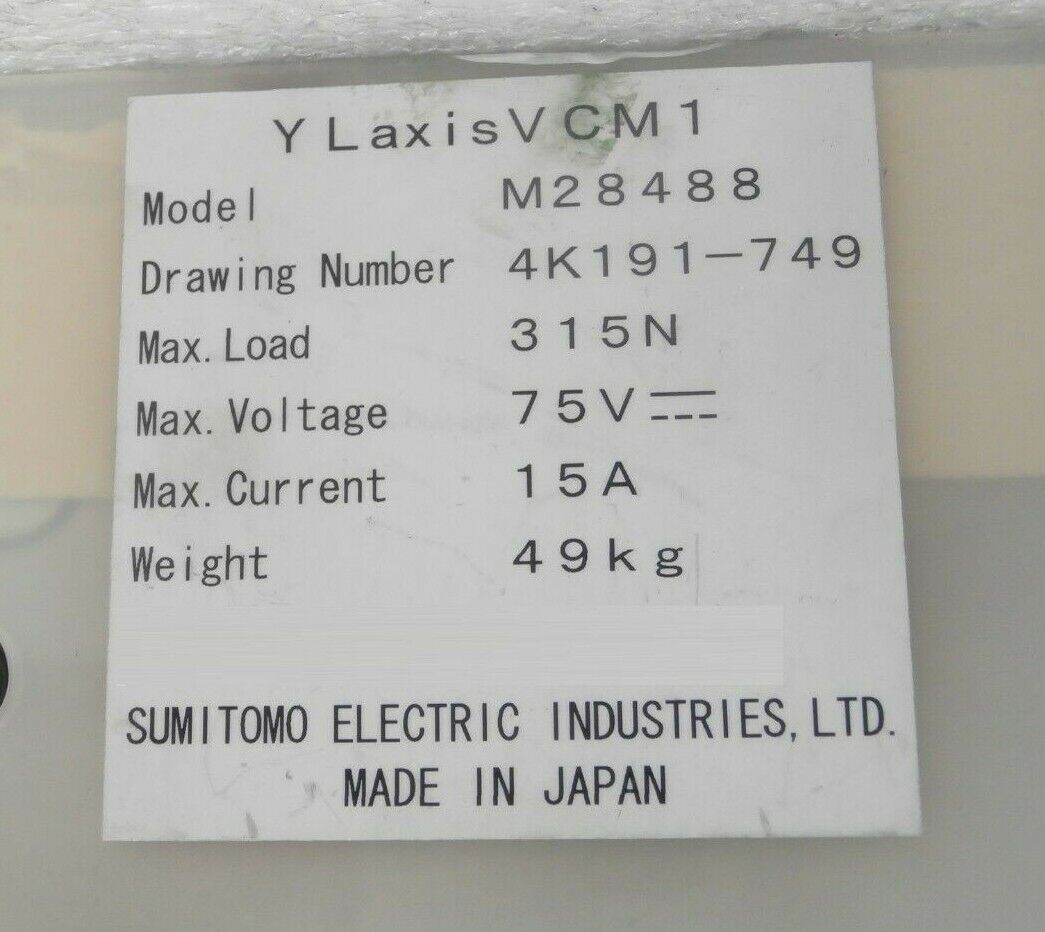 YLaxisVCM1
Model M28488
Drawing Number 4K191-749
Max. Load 315N
Max. Voltage 75V⎓
Max. Current 15A
Weight 49kg
SUMITOMO ELECTRIC INDUSTRIES, LTD.
MADE IN JAPAN